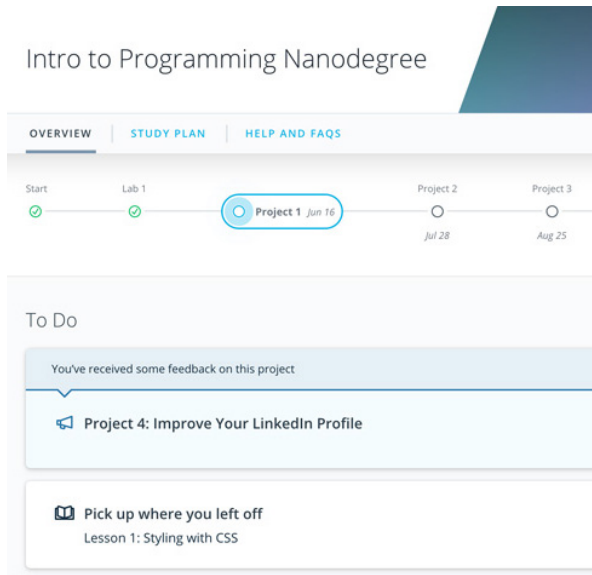 Intro to Programming Nanodegree
OVERVIEW STUDY PLAN HELP AND FAQS
Start Lab 1 Project 2 Project 3
Project 1 Jun 16
Jul 28 Aug 25
To Do
You've received some feedback on this project
Project 4: Improve Your LinkedIn Profile
Pick up where you left off
Lesson 1: Styling with CSS